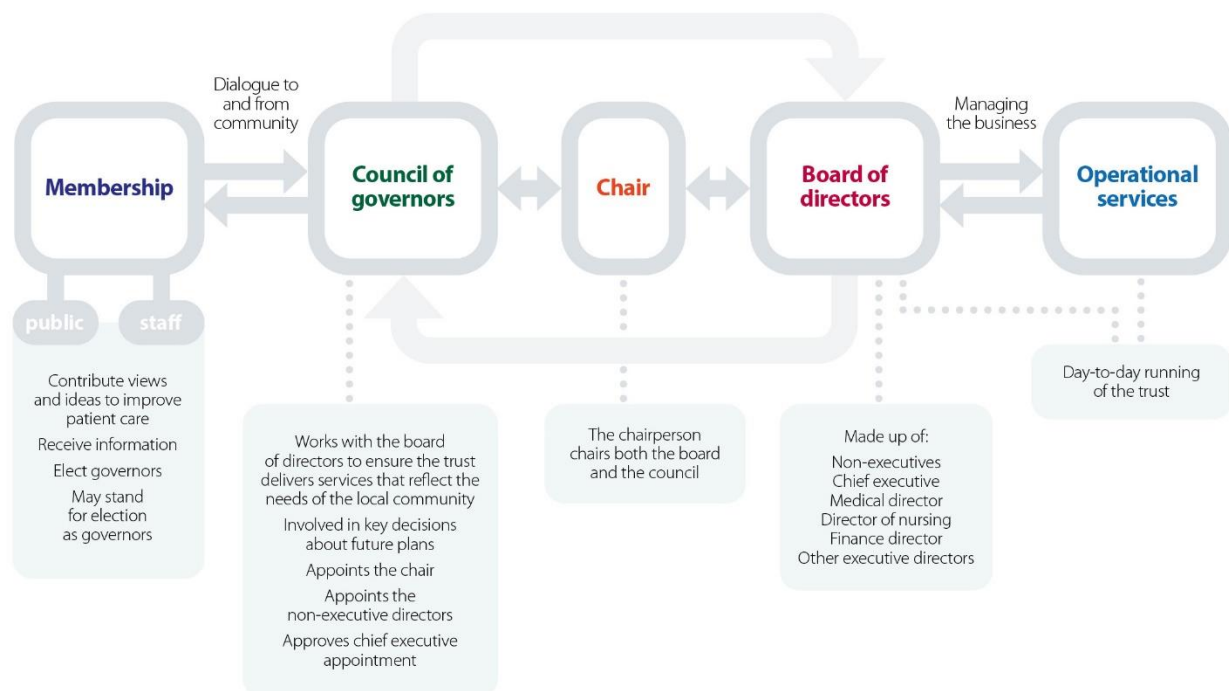 Dialogue to
and from
community
Managing
the business
Membership
Council of
governors
Chair
Board of
directors
Operational
services
public
staff
Contribute views
and ideas to improve
patient care
Receive information
Elect governors
May stand
for election
as governors
Works with the board
of directors to ensure the trust
delivers services that reflect the
needs of the local community
Involved in key decisions
about future plans
Appoints the chair
Appoints the
non-executive directors
Approves chief executive
appointment
The chairperson
chairs both the board
and the council
Made up of:
Non-executives
Chief executive
Medical director
Director of nursing
Finance director
Other executive directors
Day-to-day running
of the trust